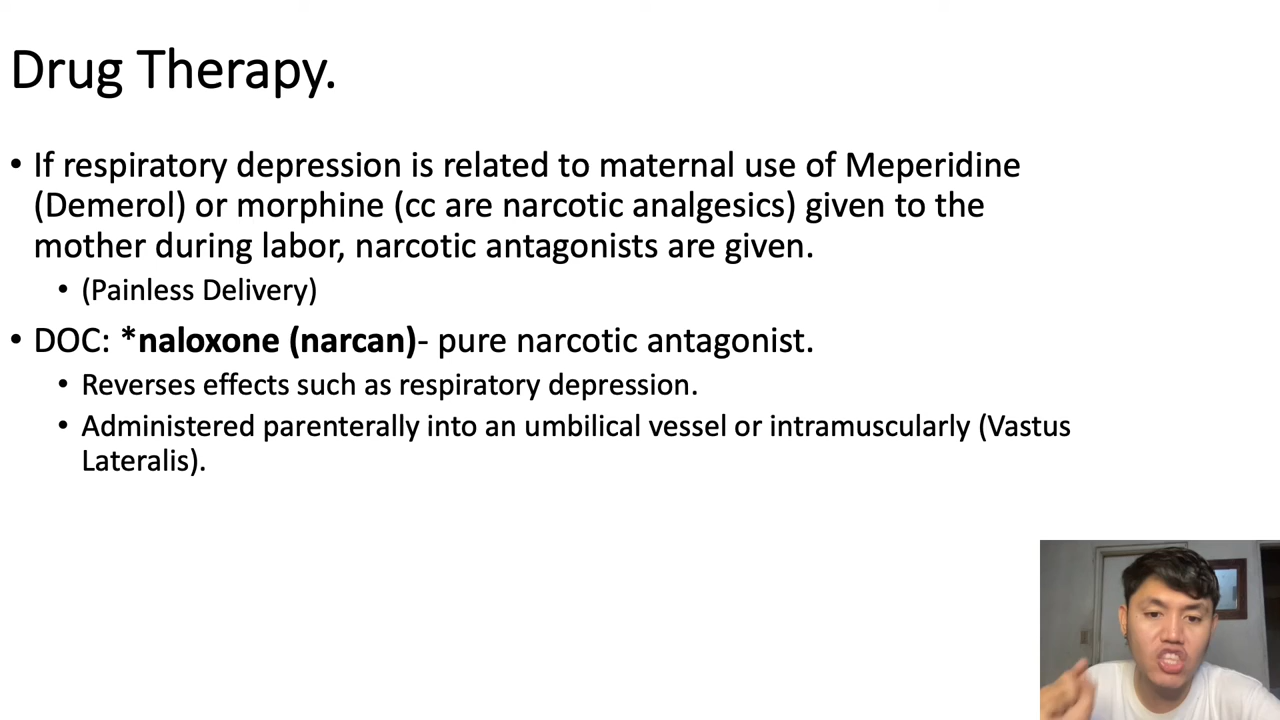 Drug Therapy.
• If respiratory depression is related to maternal use of Meperidine
(Demerol) or morphine (cc are narcotic analgesics) given to the
mother during labor, narcotic antagonists are given.
• (Painless Delivery)
• DOC: *naloxone (narcan)- pure narcotic antagonist.
• Reverses effects such as respiratory depression.
• Administered parenterally into an umbilical vessel or intramuscularly (Vastus
Lateralis).